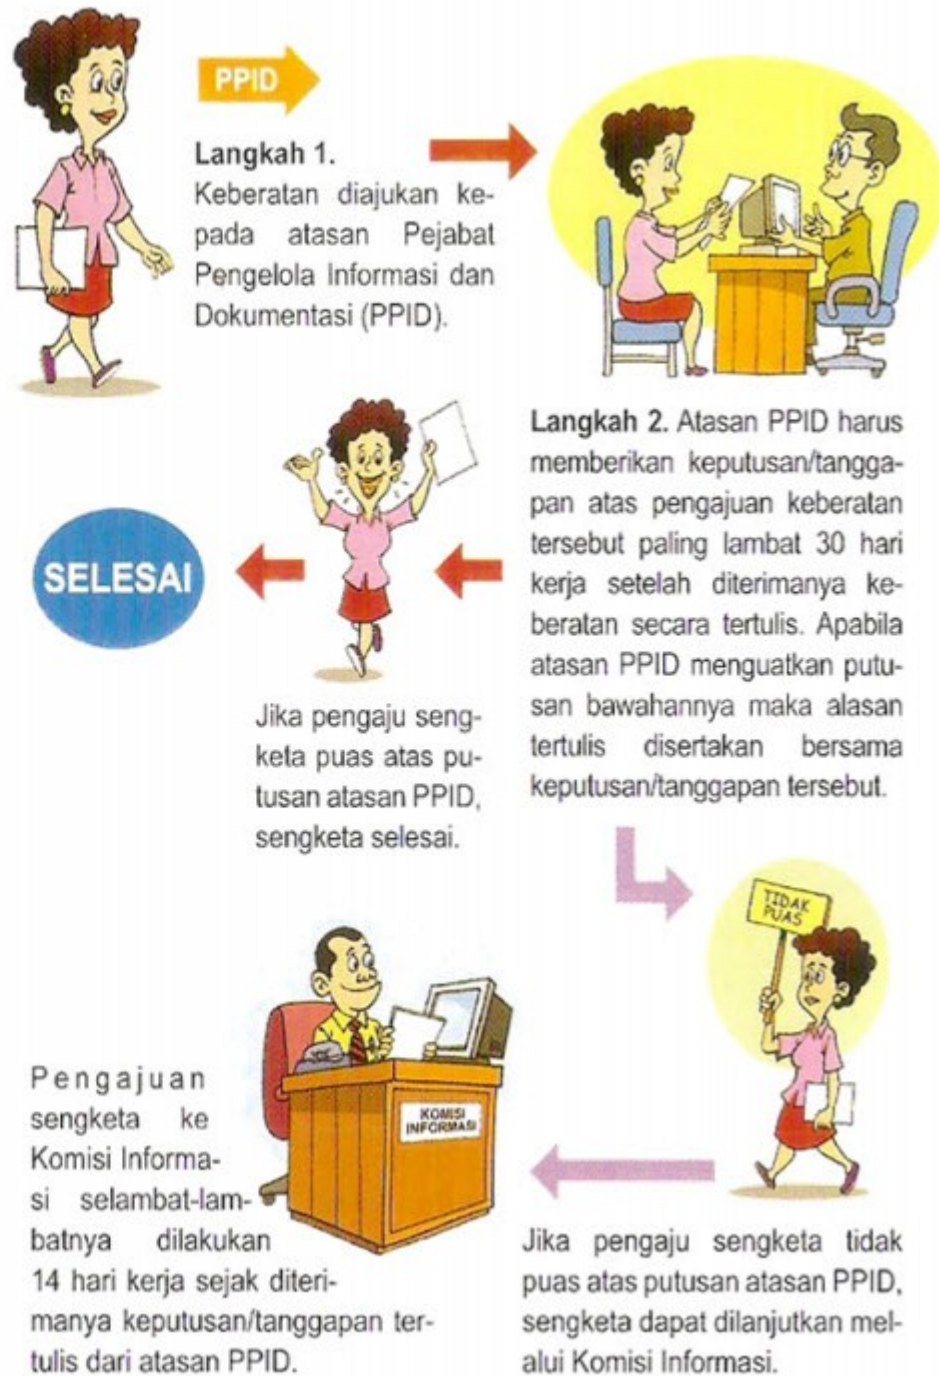 PPID
Langkah 1.
Keberatan diajukan ke-
pada atasan Pejabat
Pengelola Informasi dan
Dokumentasi (PPID).
Langkah 2. Atasan PPID harus
memberikan keputusan/tangga-
pan atas pengajuan keberatan
tersebut paling lambat 30 hari
kerja setelah diterimanya ke-
beratan secara tertulis. Apabila
atasan PPID menguatkan putu-
san bawahannya maka alasan
tertulis disertakan bersama
keputusan/tanggapan tersebut.
SELESAI
Jika pengaju seng-
keta puas atas pu-
tusan atasan PPID,
sengketa selesai.
TIDAK
PUAS
Jika pengaju sengketa tidak
puas atas putusan atasan PPID,
sengketa dapat dilanjutkan mel-
alui Komisi Informasi.
KOMISI
INFORMASI
Pengajuan
sengketa ke
Komisi Informa-
si selambat-lam-
batnya dilakukan
14 hari kerja sejak diteri-
manya keputusan/tanggapan ter-
tulis dari atasan PPID.